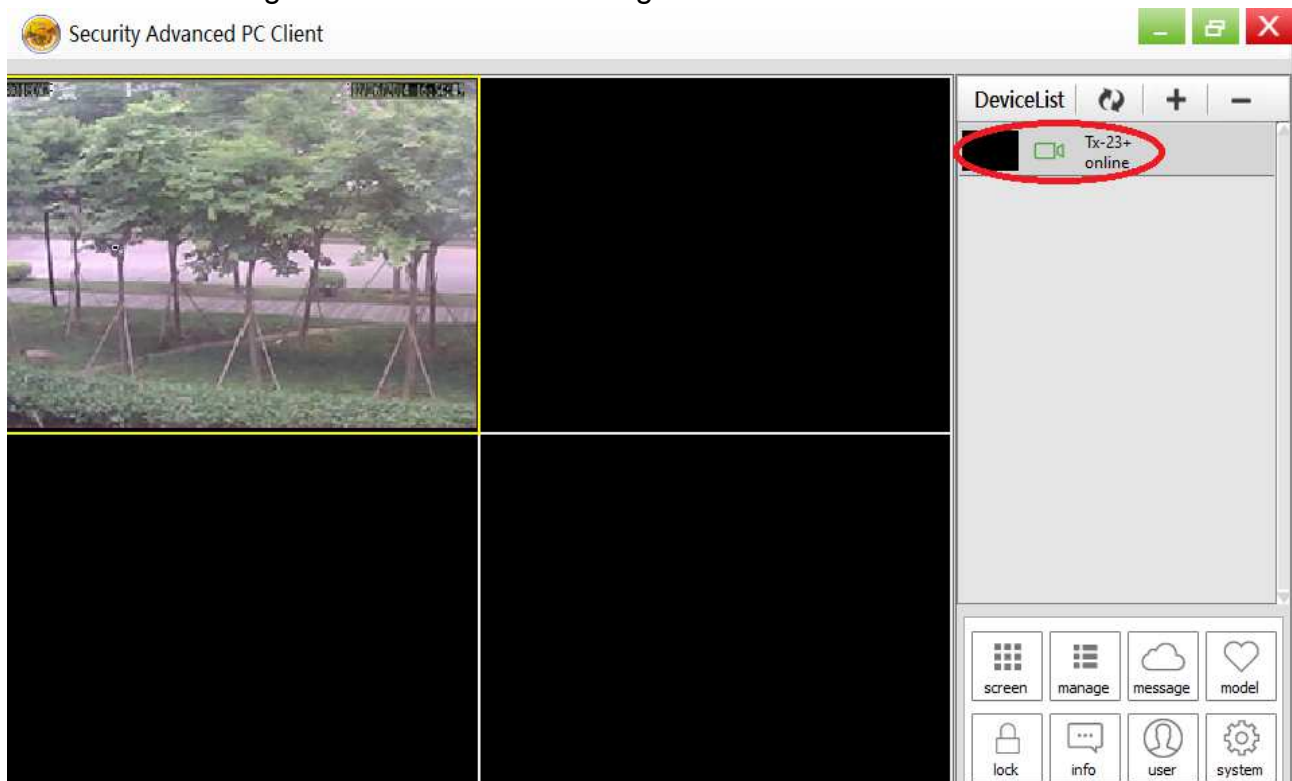 Security Advanced PC Client
DeviceList
Tx-23+
online
screen manage message model
lock info user system